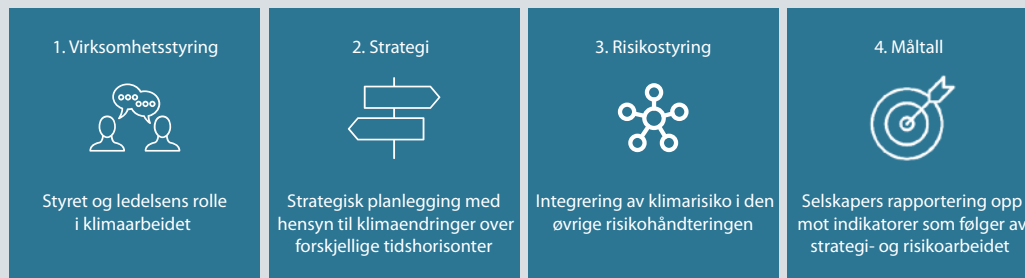 1. Virksomhetsstyring
Styret og ledelsens rolle
i klimaarbeidet
2. Strategi
Strategisk planlegging med
hensyn til klimaendringer over
forskjellige tidshorisonter
3. Risikostyring
Integrering av klimarisiko i den
øvrige risikohåndteringen
4. Måltall
Selskapers rapportering opp
mot indikatorer som følger av
strategi- og risikoarbeidet